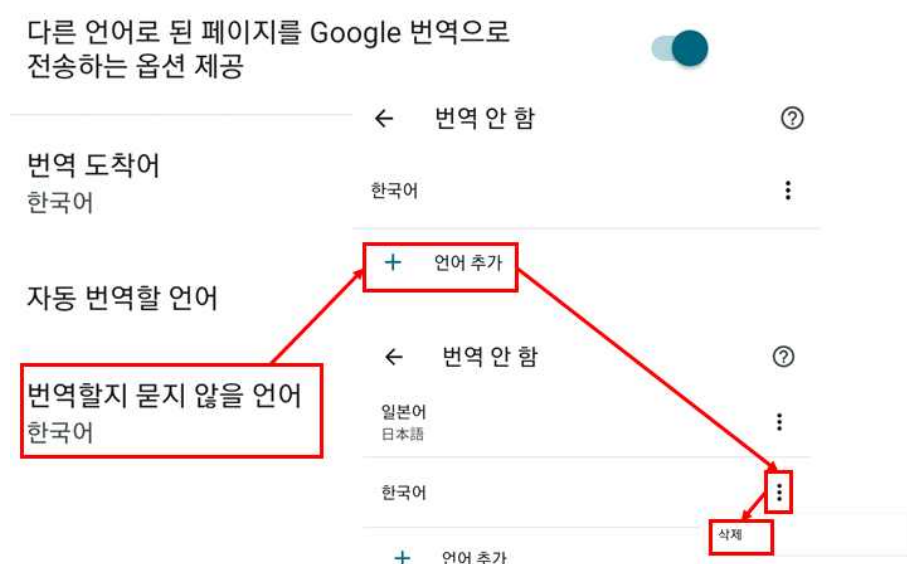 다른 언어로 된 페이지를 Google 번역으로
전송하는 옵션 제공
번역 도착어
한국어
자동 번역할 언어
번역할지 묻지 않을 언어
한국어
번역 안 함
한국어
언어 추가
번역 안 함
일본어
日本語
한국어
삭제
언어 추가